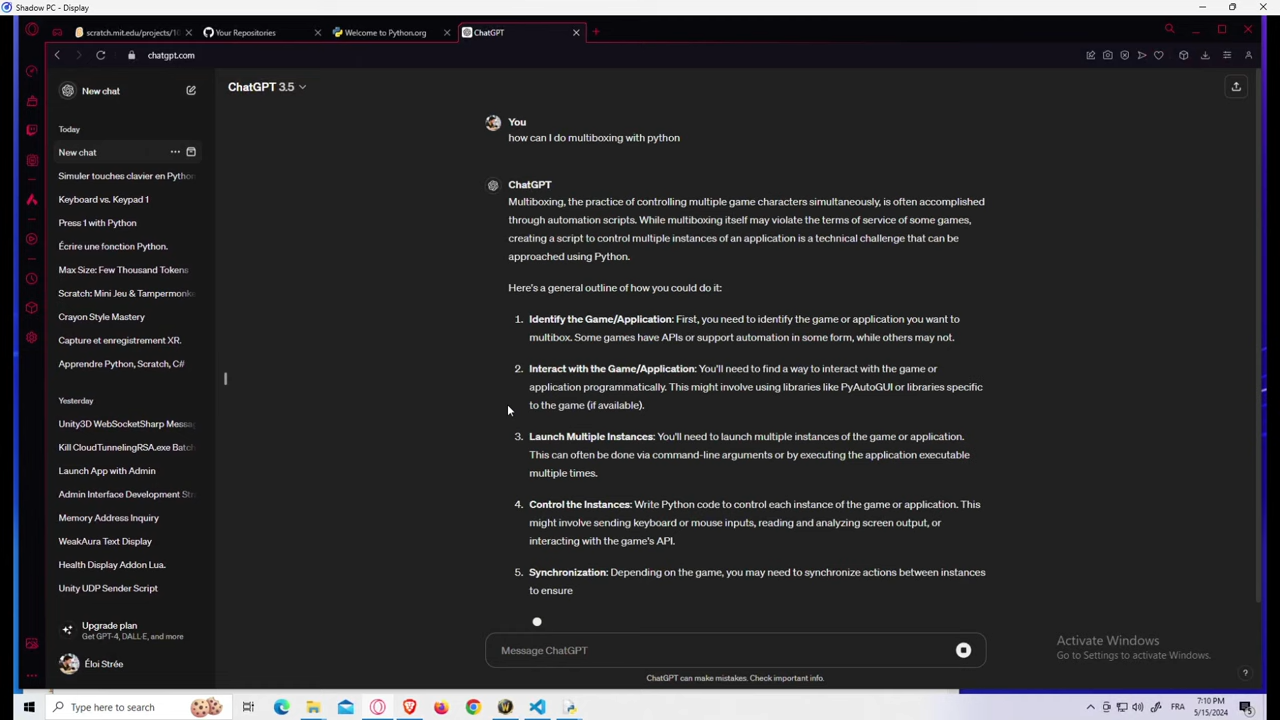 Shadow PC - Display
scratch.mit.edu/projects/10
Your Repositories
Welcome to Python.org
ChatGPT
chatgpt.com
New chat
Today
New chat
Simuler touches clavier en Python
Keyboard vs. Keypad 1
Press 1 with Python
Écrire une fonction Python.
Max Size: Few Thousand Tokens
Scratch: Mini Jeu & Tampermonke
Crayon Style Mastery
Capture et enregistrement XR.
Apprendre Python, Scratch, C#
Yesterday
Unity3D WebSocketSharp Messag
Kill CloudTunnelingRSA.exe Batch
Launch App with Admin
Admin Interface Development Str
Memory Address Inquiry
WeakAura Text Display
Health Display Addon Lua.
Unity UDP Sender Script
Upgrade plan
Get GPT-4, DALL·E, and more
Éloi Strée
ChatGPT 3.5
You
how can I do multiboxing with python
ChatGPT
Multiboxing, the practice of controlling multiple game characters simultaneously, is often accomplished
through automation scripts. While multiboxing itself may violate the terms of service of some games,
creating a script to control multiple instances of an application is a technical challenge that can be
approached using Python.
Here's a general outline of how you could do it:
1. Identify the Game/Application: First, you need to identify the game or application you want to
multibox. Some games have APIs or support automation in some form, while others may not.
2. Interact with the Game/Application: You'll need to find a way to interact with the game or
application programmatically. This might involve using libraries like PyAutoGUI or libraries specific
to the game (if available).
3. Launch Multiple Instances: You'll need to launch multiple instances of the game or application.
This can often be done via command-line arguments or by executing the application executable
multiple times.
4. Control the Instances: Write Python code to control each instance of the game or application. This
might involve sending keyboard or mouse inputs, reading and analyzing screen output, or
interacting with the game's API.
5. Synchronization: Depending on the game, you may need to synchronize actions between instances
to ensure
Message ChatGPT
ChatGPT can make mistakes. Check important info.
?
Activate Windows
Go to Settings to activate Windows.
Type here to search
FRA
7:10 PM
5/15/2024
5